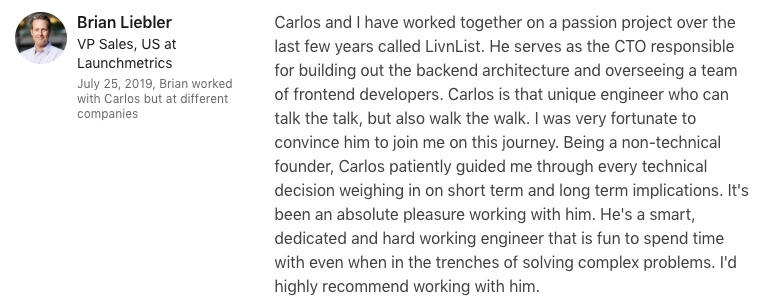 Brian Liebler
VP Sales, US at
Launchmetrics
July 25, 2019, Brian worked
with Carlos but at different
companies
Carlos and I have worked together on a passion project over the
last few years called LivnList. He serves as the CTO responsible
for building out the backend architecture and overseeing a team
of frontend developers. Carlos is that unique engineer who can
talk the talk, but also walk the walk. I was very fortunate to
convince him to join me on this journey. Being a non-technical
founder, Carlos patiently guided me through every technical
decision weighing in on short term and long term implications. It's
been an absolute pleasure working with him. He's a smart,
dedicated and hard working engineer that is fun to spend time
with even when in the trenches of solving complex problems. I'd
highly recommend working with him.